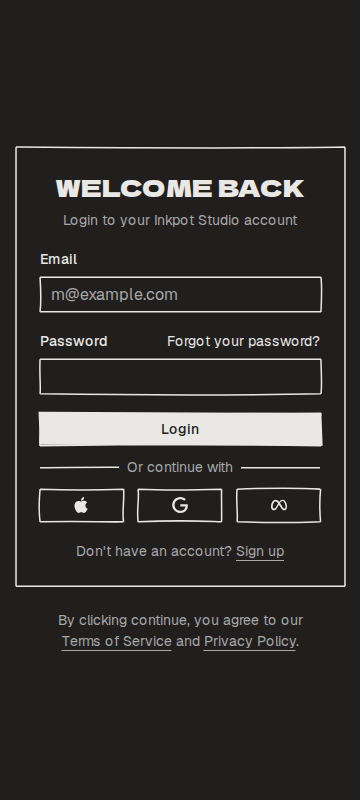 WELCOME BACK
Login to your Inkpot Studio account
Email
m@example.com
Password Forgot your password?
Login
Or continue with
Don't have an account? Sign up
By clicking continue, you agree to our
Terms of Service and Privacy Policy.